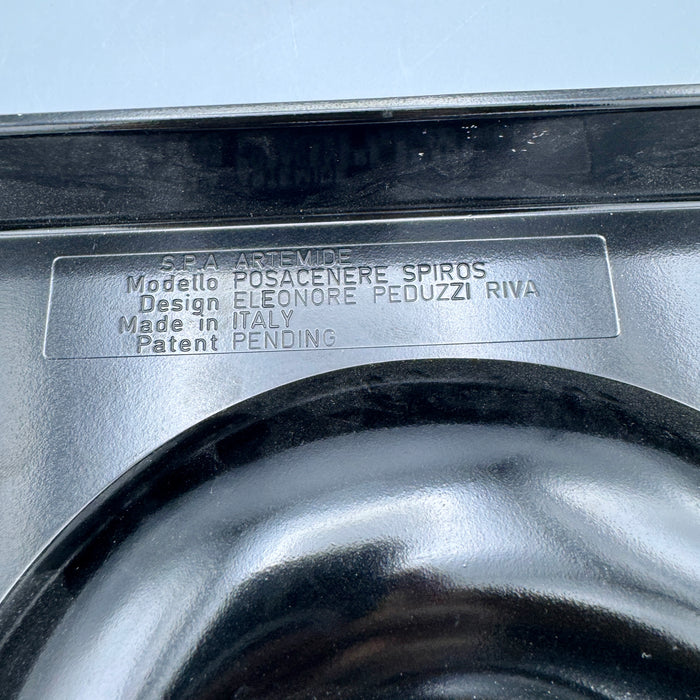 S.P.A ARTEMIDE
Modello POSACENERE SPIROS
Design ELEONORE PEDUZZI RIVA
Made in ITALY
Patent PENDING